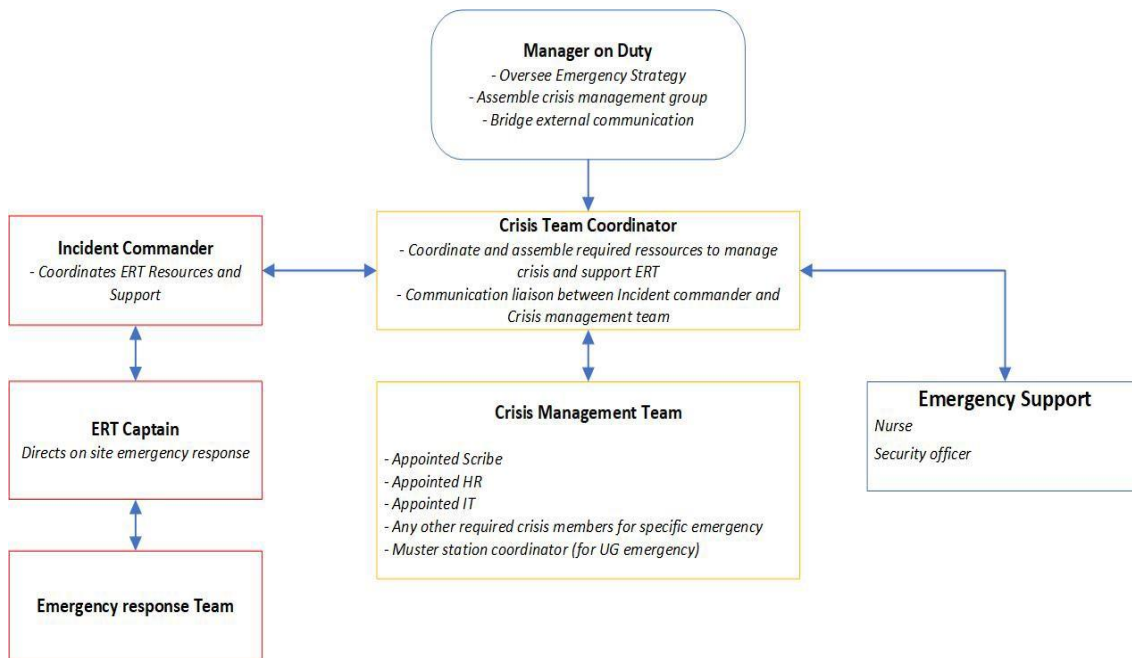 Manager on Duty
- Oversee Emergency Strategy
- Assemble crisis management group
- Bridge external communication
Incident Commander
- Coordinates ERT Resources and
Support
Crisis Team Coordinator
- Coordinate and assemble required ressources to manage
crisis and support ERT
- Communication liaison between Incident commander and
Crisis management team
ERT Captain
Directs on site emergency response
Crisis Management Team
- Appointed Scribe
- Appointed HR
- Appointed IT
- Any other required crisis members for specific emergency
- Muster station coordinator (for UG emergency)
Emergency Support
Nurse
Security officer
Emergency response Team